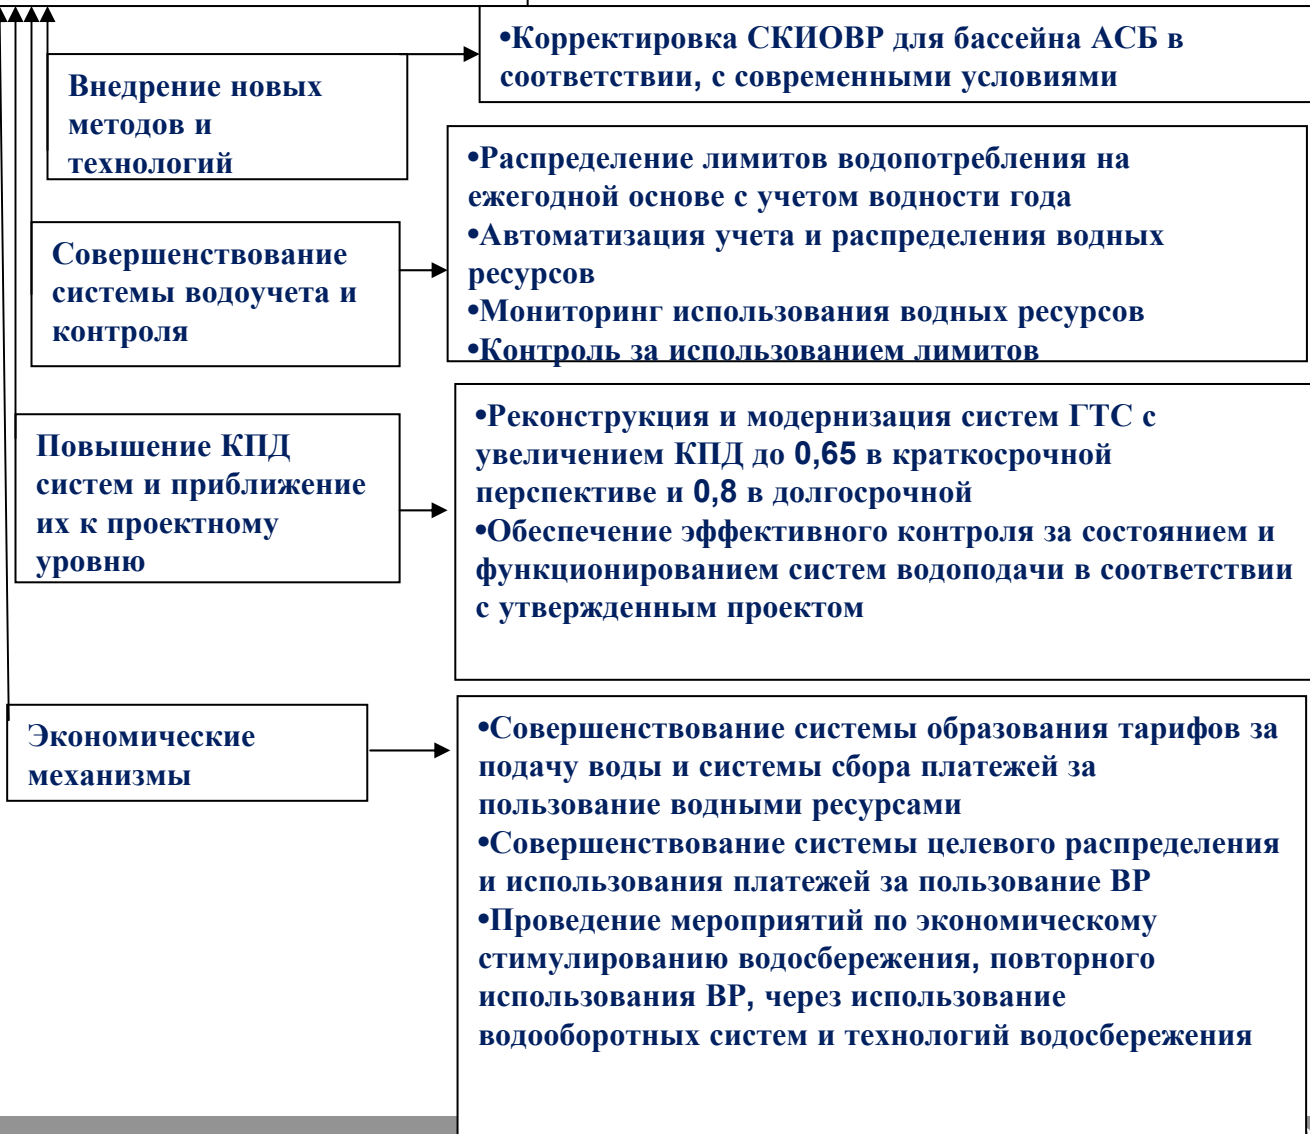 Внедрение новых
методов и
технологий
•Корректировка СКИОВР для бассейна АСБ в
соответствии, с современными условиями
Совершенствование
системы водоучета и
контроля
•Распределение лимитов водопотребления на
ежегодной основе с учетом водности года
•Автоматизация учета и распределения водных
ресурсов
•Мониторинг использования водных ресурсов
•Контроль за использованием лимитов
Повышение КПД
систем и приближение
их к проектному
уровню
•Реконструкция и модернизация систем ГТС с
увеличением КПД до 0,65 в краткосрочной
перспективе и 0,8 в долгосрочной
•Обеспечение эффективного контроля за состоянием и
функционированием систем водоподачи в соответствии
с утвержденным проектом
Экономические
механизмы
•Совершенствование системы образования тарифов за
подачу воды и системы сбора платежей за
пользование водными ресурсами
•Совершенствование системы целевого распределения
и использования платежей за пользование ВР
•Проведение мероприятий по экономическому
стимулированию водосбережения, повторного
использования ВР, через использование
водооборотных систем и технологий водосбережения